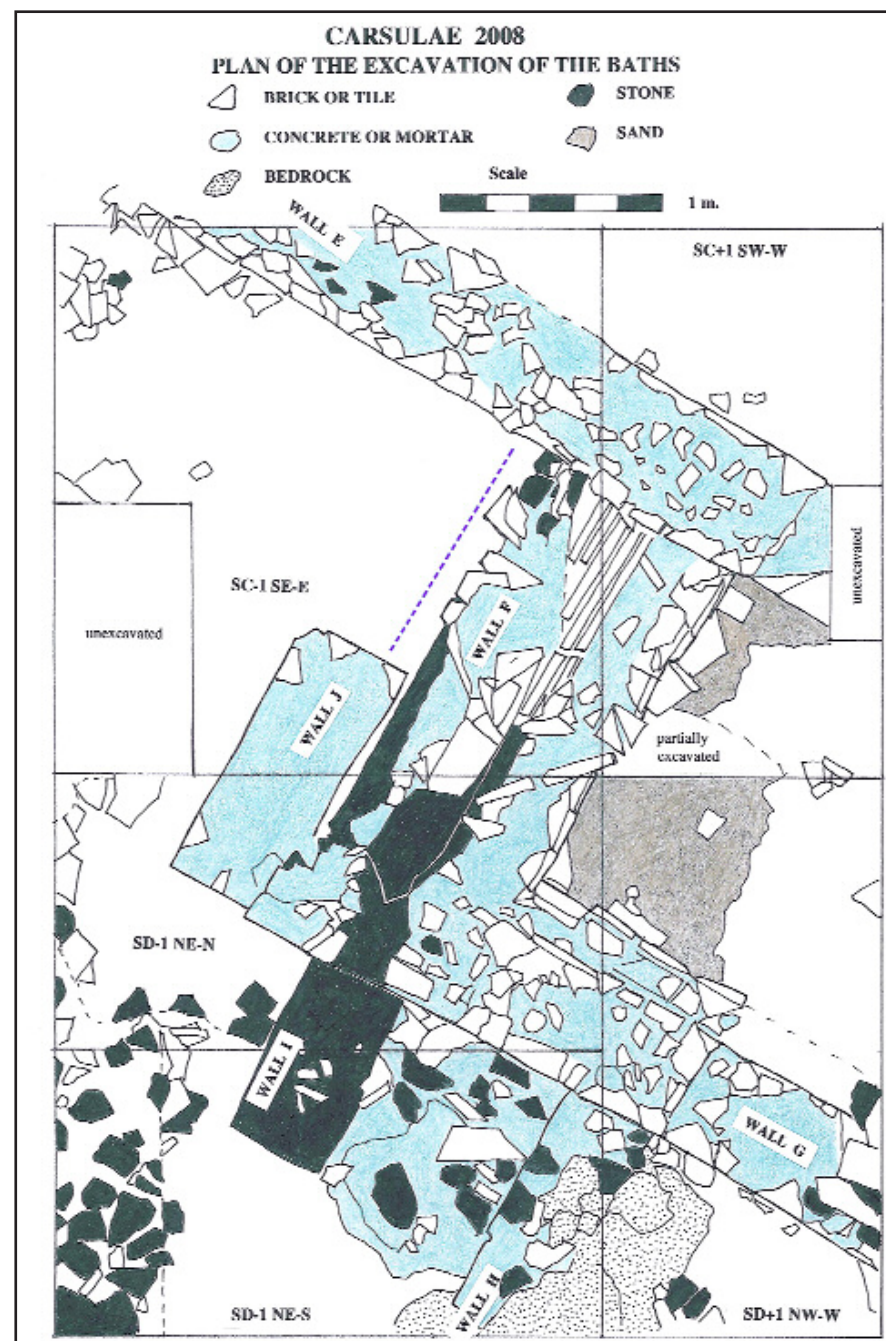 CARSULAE 2008
PLAN OF THE EXCAVATION OF THE BATHS
BRICK OR TILE
STONE
CONCRETE OR MORTAR
SAND
BEDROCK
Scale
1 m.
WALL E
SC+1 SW-W
unexcavated
SC-1 SE-E
WALL F
unexcavated
WALL J
partially
excavated
SD-1 NE-N
WALL I
WALL G
WALL H
SD-1 NE-S
SD+1 NW-W